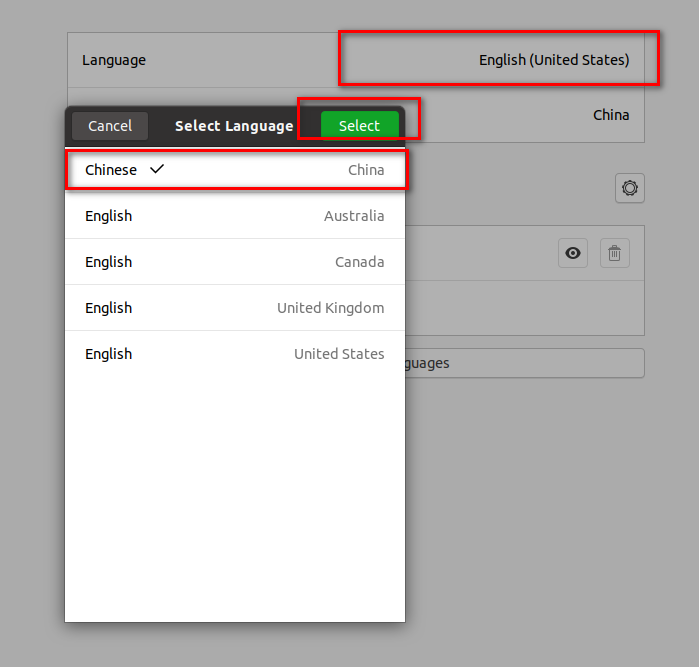 Language English (United States)
China
Cancel Select Language Select
Chinese China
English Australia
English Canada
English United Kingdom
English United States
guages